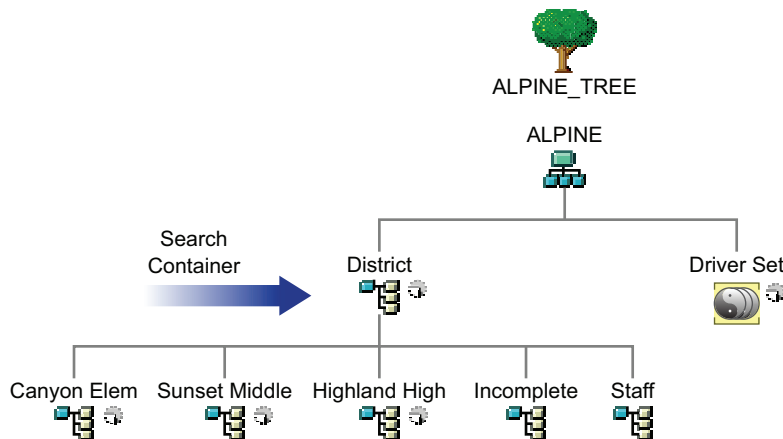 ALPINE_TREE
ALPINE
Search
Container
District
Driver Set
Canyon Elem
Sunset Middle
Highland High
Incomplete
Staff